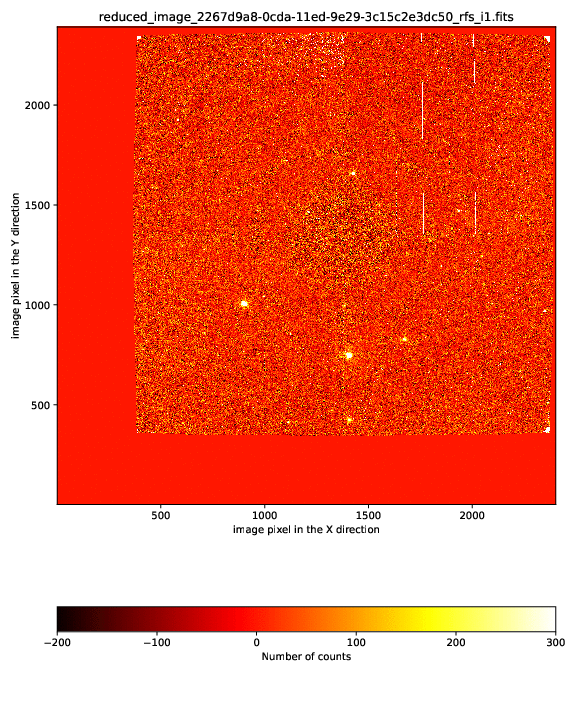 reduced_image_2267d9a8-0cda-11ed-9e29-3c15c2e3dc50_rfs_i1.fits
2000
1500
1000
500
image pixel in the Y direction
500 1000 1500 2000
image pixel in the X direction
−200 −100 0 100 200 300
Number of counts